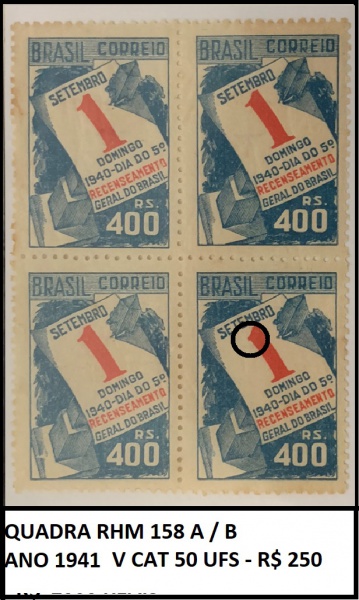 BRASIL CORREIO
SETEMBRO
1
DOMINGO
1940-DIA DO 5º
RECENSEAMENTO
GERAL DO BRASIL
RS.
400
BRASIL CORREIO
SETEMBRO
1
DOMINGO
1940-DIA DO 5º
RECENSEAMENTO
GERAL DO BRASIL
RS.
400
BRASIL CORREIO
SETEMBRO
1
DOMINGO
1940-DIA DO 5º
RECENSEAMENTO
GERAL DO BRASIL
RS.
400
BRASIL CORREIO
SETEMBRO
1
DOMINGO
1940-DIA DO 5º
RECENSEAMENTO
GERAL DO BRASIL
RS.
400
QUADRA RHM 158 A / B
ANO 1941 V CAT 50 UFS - R$ 250